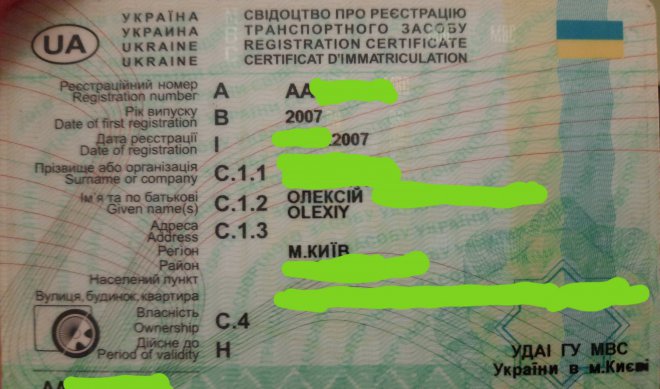 UA
УКРАЇНА
УКРАИНА
UKRAINE
UKRAINE
СВІДОЦТВО ПРО РЕЄСТРАЦІЮ
ТРАНСПОРТНОГО ЗАСОБУ
REGISTRATION CERTIFICATE
CERTIFICAT D'IMMATRICULATION
Реєстраційний номер A АА
Registration number
Рік випуску B 2007
Date of first registration
Дата реєстрації I .2007
Date of registration
Прізвище або організація C.1.1
Surname or company
Ім'я та по батькові C.1.2 ОЛЕКСІЙ
Given name(s) OLEXIY
Адреса C.1.3
Address
Регіон М.КИЇВ
Район
Населений пункт
Вулиця, будинок, квартира
Власність C.4
Ownership
Дійсне до H
Period of validity
УДАІ ГУ МВС
України в м.Києві
АА